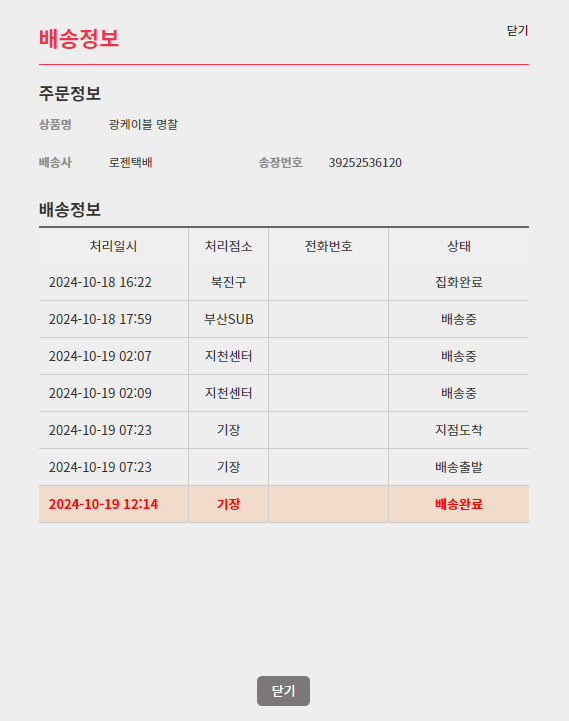 배송정보
닫기
주문정보
상품명 광케이블 명찰
배송사 로젠택배 송장번호 39252536120
배송정보
처리일시 처리점소 전화번호 상태
2024-10-18 16:22 북진구 집화완료
2024-10-18 17:59 부산SUB 배송중
2024-10-19 02:07 지천센터 배송중
2024-10-19 02:09 지천센터 배송중
2024-10-19 07:23 기장 지점도착
2024-10-19 07:23 기장 배송출발
2024-10-19 12:14 기장 배송완료
닫기